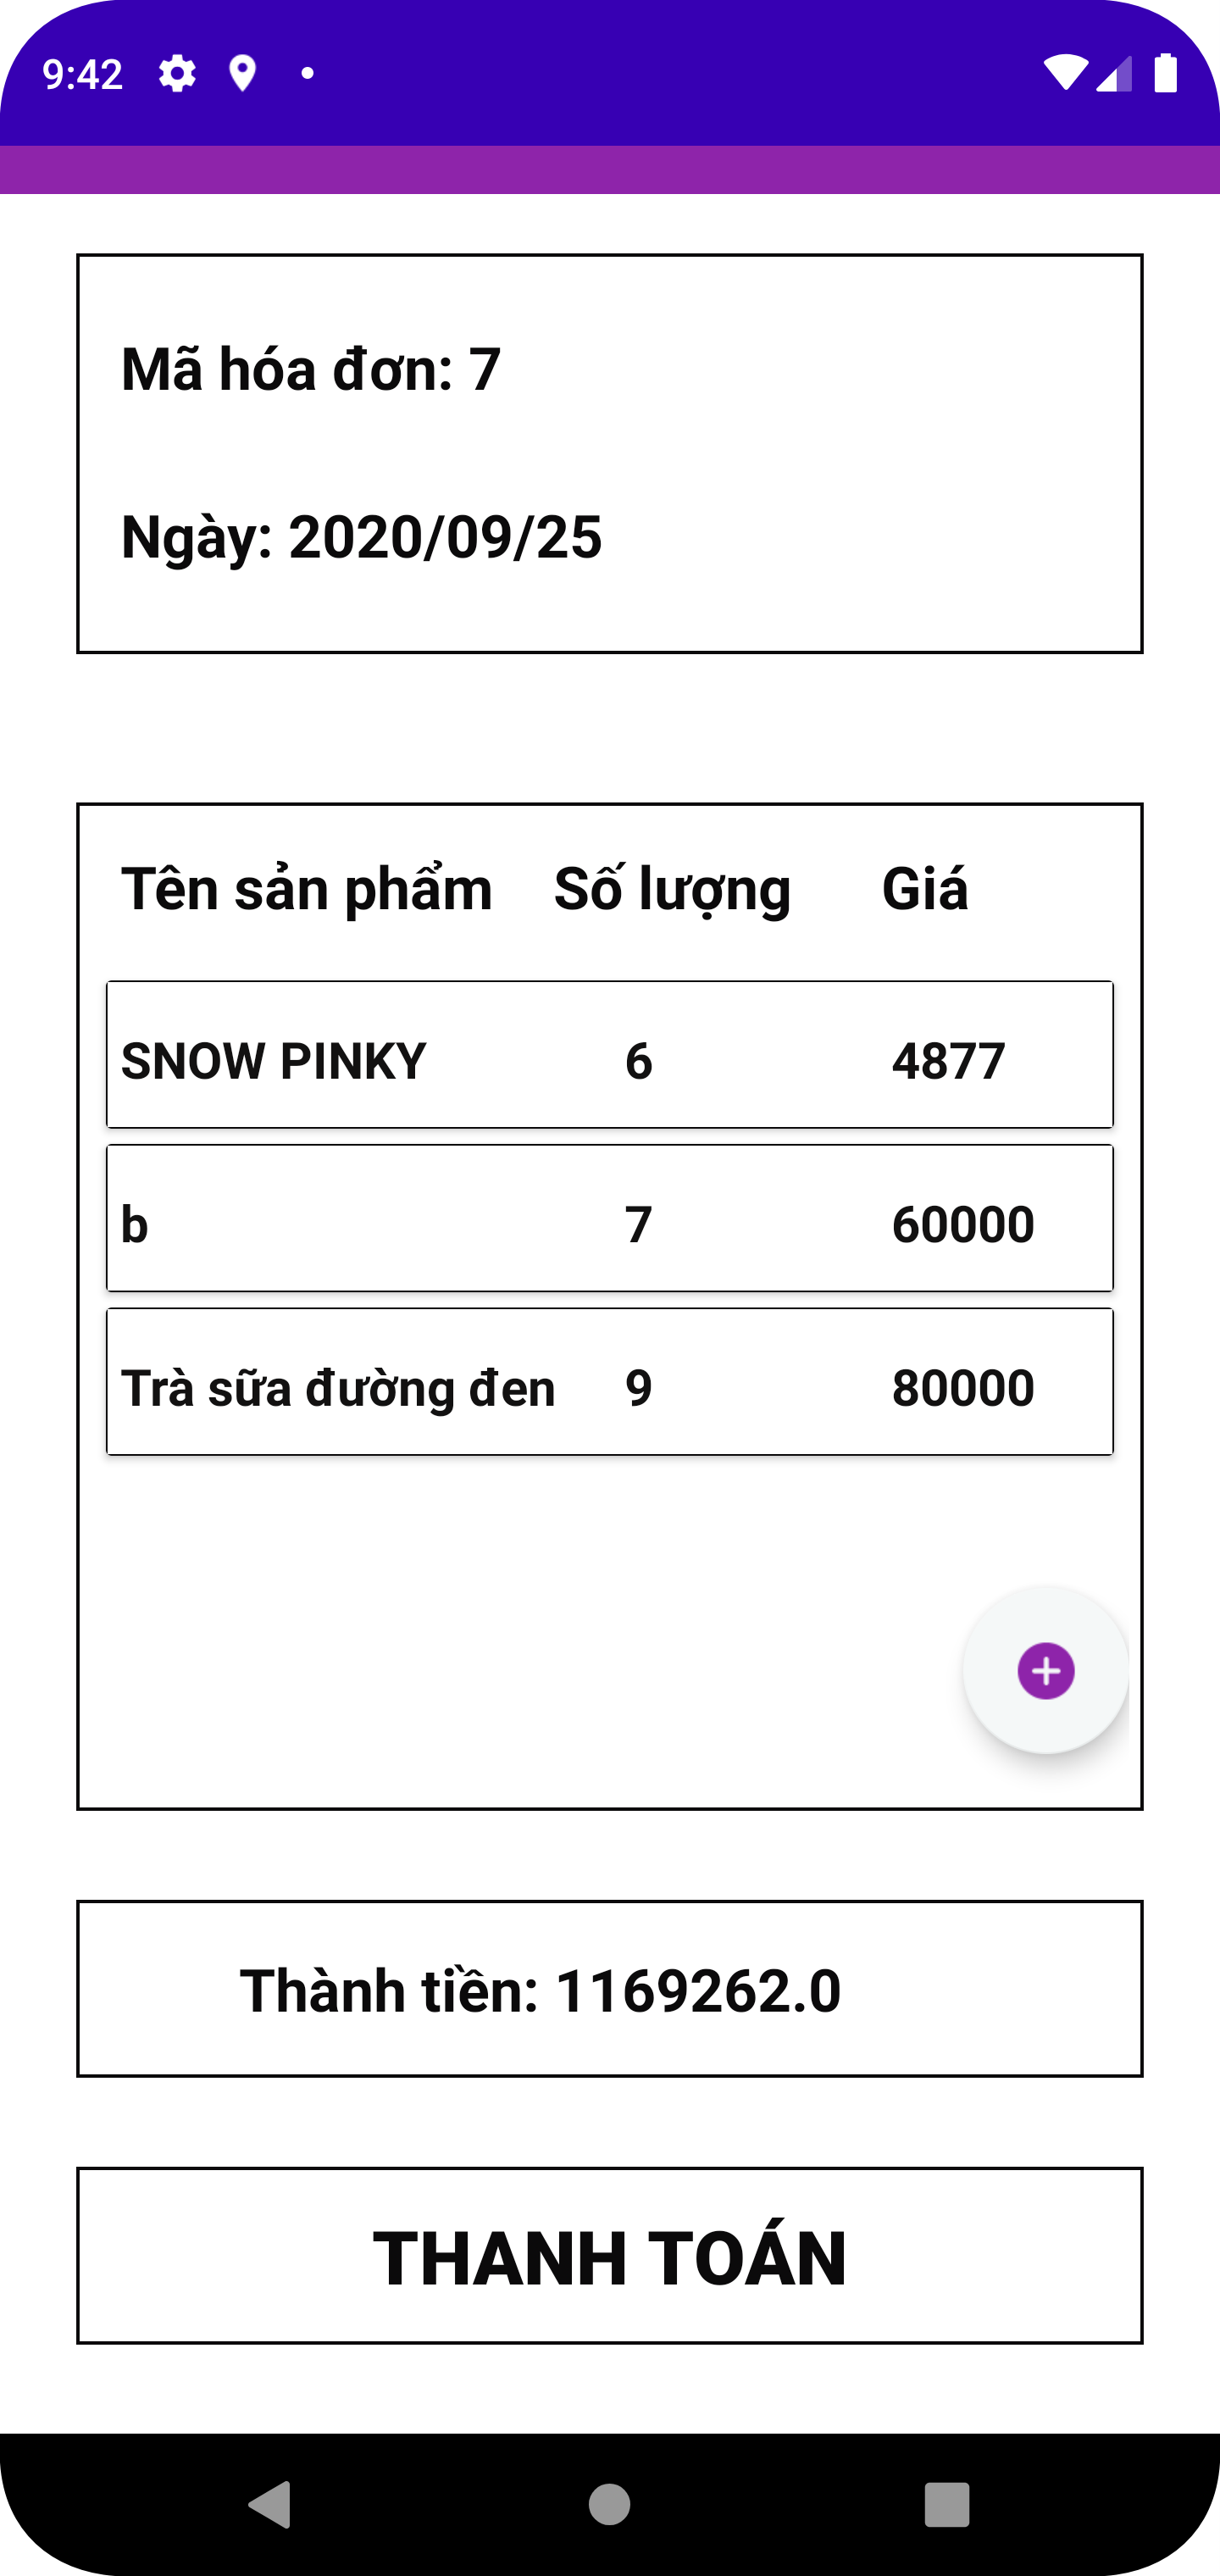 9:42
Mã hóa đơn: 7
Ngày: 2020/09/25
Tên sản phẩm Số lượng Giá
SNOW PINKY 6 4877
b 7 60000
Trà sữa đường đen 9 80000
Thành tiền: 1169262.0
THANH TOÁN